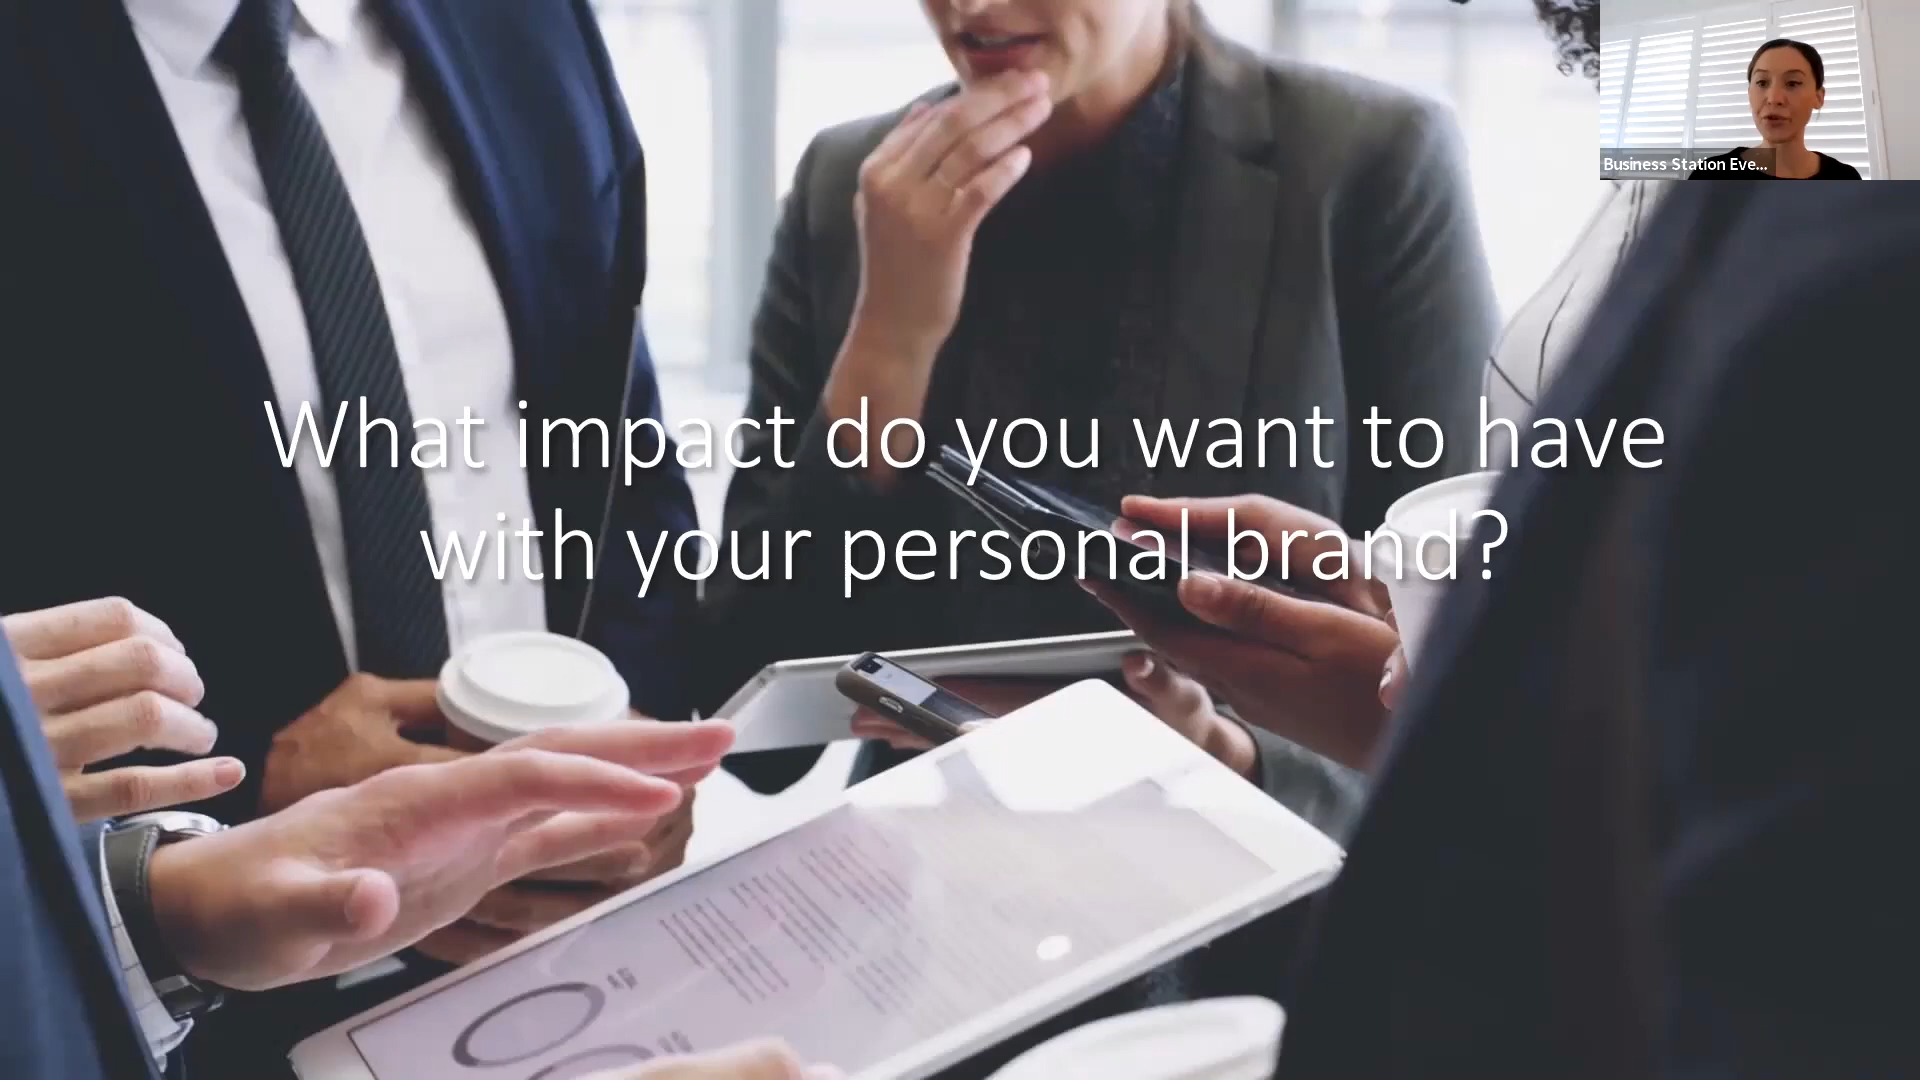 Business Station Eve...
What impact do you want to have
with your personal brand?